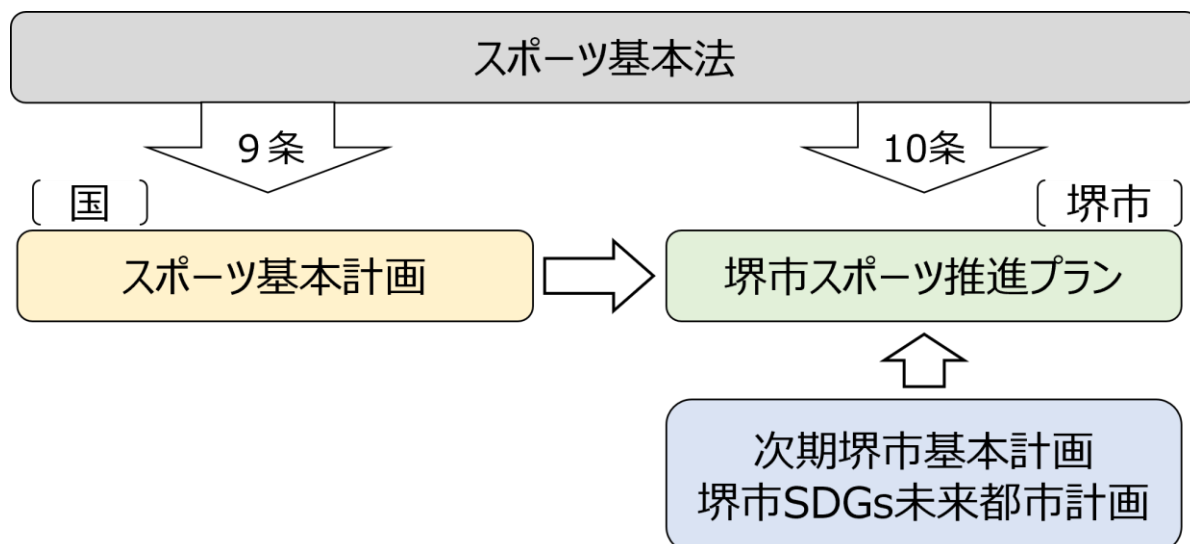 スポーツ基本法
９条
10条
〔 国 〕
〔 堺市 〕
スポーツ基本計画
堺市スポーツ推進プラン
次期堺市基本計画
堺市SDGs未来都市計画